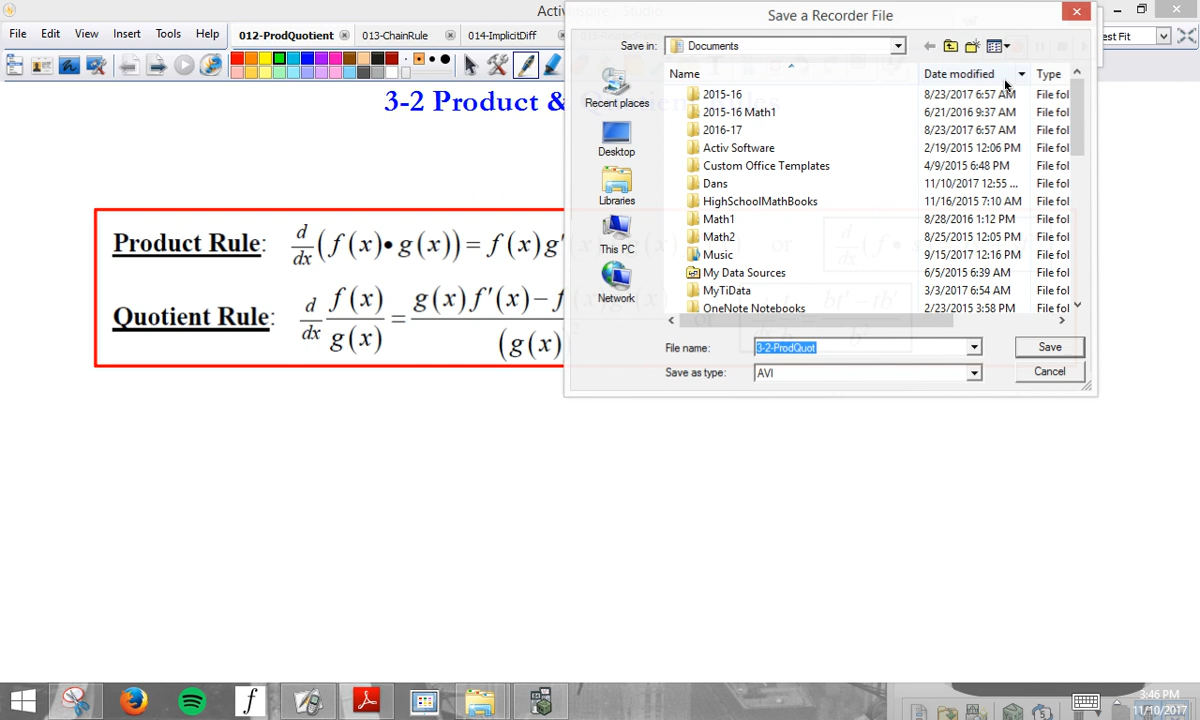 Save a Recorder File
File Edit View Insert Tools Help
012-ProdQuotient 013-ChainRule 014-ImplicitDiff
est Fit
3-2 Product &
Save in: Documents
Name Date modified Type
Recent places
Desktop
Libraries
This PC
Network
2015-16 8/23/2017 6:57 AM File fol
2015-16 Math1 6/21/2016 9:37 AM File fol
2016-17 8/23/2017 6:57 AM File fol
Activ Software 2/19/2015 12:06 PM File fol
Custom Office Templates 4/9/2015 6:48 PM File fol
Dans 11/10/2017 12:55 ... File fol
HighSchoolMathBooks 11/16/2015 7:10 AM File fol
Math1 8/28/2016 1:12 PM File fol
Math2 8/25/2015 12:05 PM File fol
Music 9/15/2017 12:16 PM File fol
My Data Sources 6/5/2015 6:39 AM File fol
MyTiData 3/3/2017 6:54 AM File fol
OneNote Notebooks 2/23/2015 3:58 PM File fol
File name: 3-2-ProdQuot Save
Save as type: AVI Cancel
Product Rule: d/dx (f(x)•g(x)) = f(x)g'
Quotient Rule: d/dx f(x)/g(x) = g(x)f'(x)− f / (g(x)
3:46 PM
11/10/2017